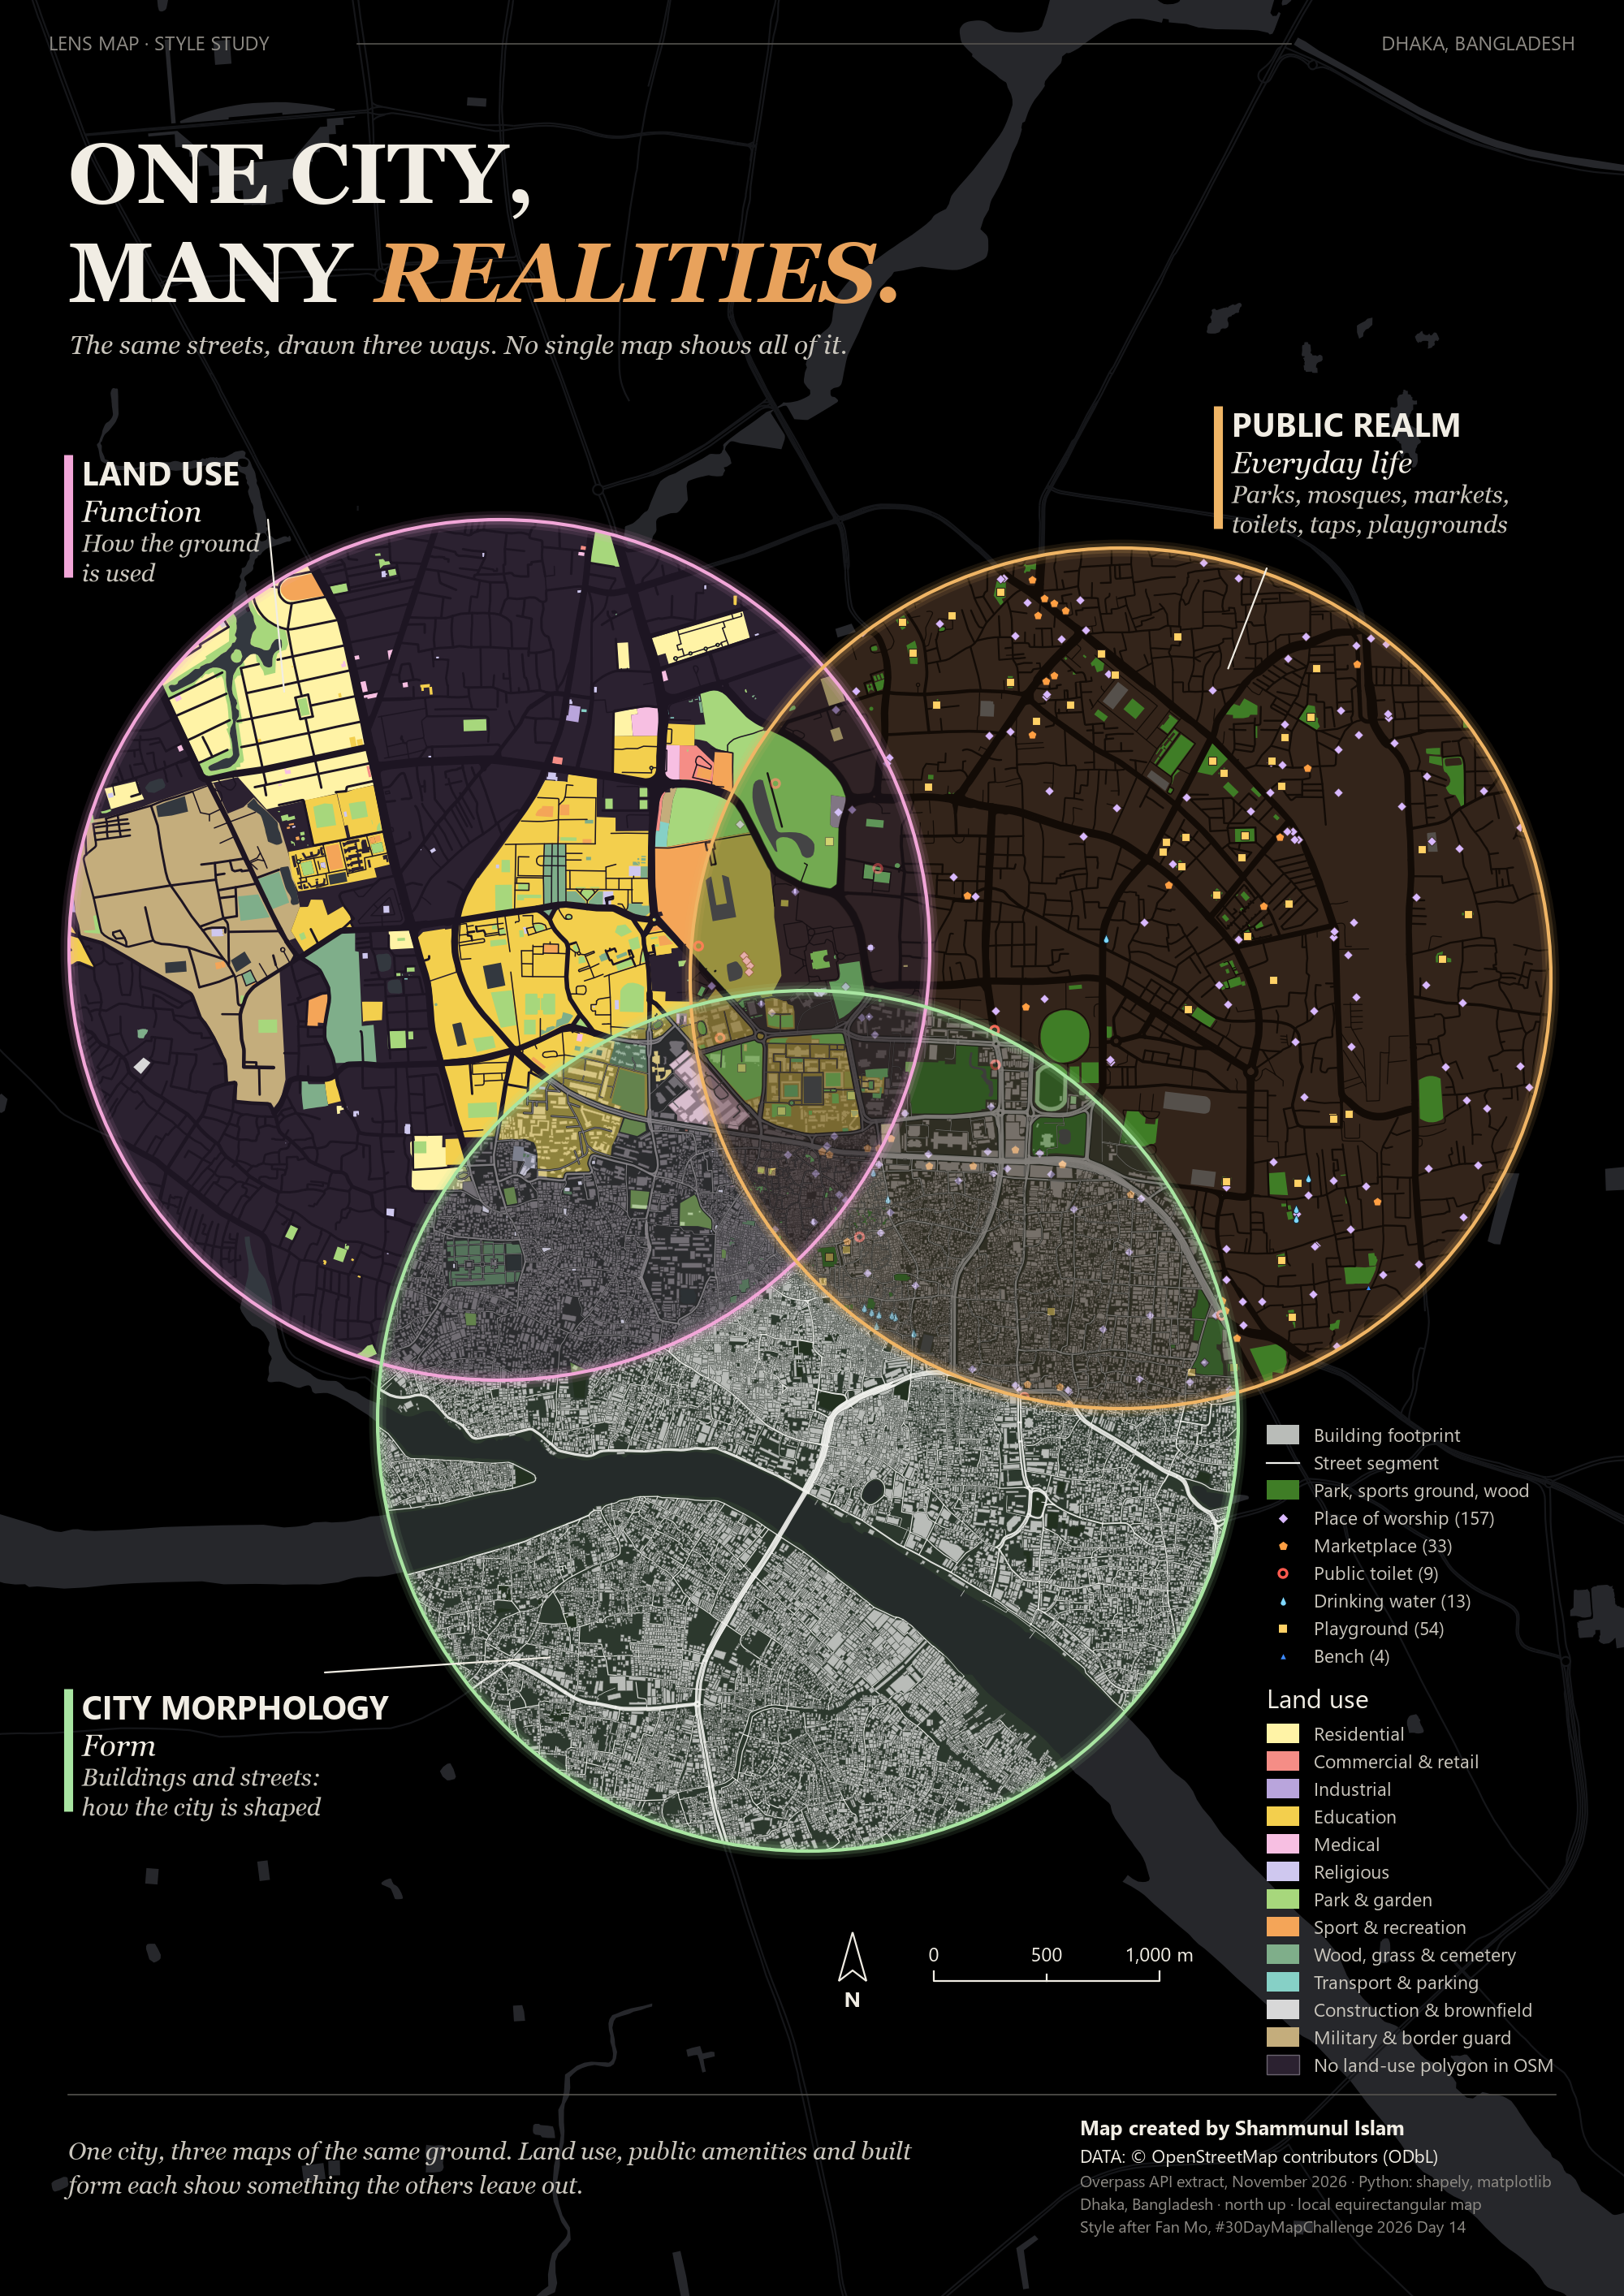 LENS MAP · STYLE STUDY
DHAKA, BANGLADESH
ONE CITY,
MANY REALITIES.
The same streets, drawn three ways. No single map shows all of it.
LAND USE
Function
How the ground
is used
PUBLIC REALM
Everyday life
Parks, mosques, markets,
toilets, taps, playgrounds
CITY MORPHOLOGY
Form
Buildings and streets:
how the city is shaped
Building footprint
Street segment
Park, sports ground, wood
Place of worship (157)
Marketplace (33)
Public toilet (9)
Drinking water (13)
Playground (54)
Bench (4)
Land use
Residential
Commercial & retail
Industrial
Education
Medical
Religious
Park & garden
Sport & recreation
Wood, grass & cemetery
Transport & parking
Construction & brownfield
Military & border guard
No land-use polygon in OSM
0 500 1,000 m
N
One city, three maps of the same ground. Land use, public amenities and built
form each show something the others leave out.
Map created by Shammunul Islam
DATA: © OpenStreetMap contributors (ODbL)
Overpass API extract, November 2026 · Python: shapely, matplotlib
Dhaka, Bangladesh · north up · local equirectangular map
Style after Fan Mo, #30DayMapChallenge 2026 Day 14